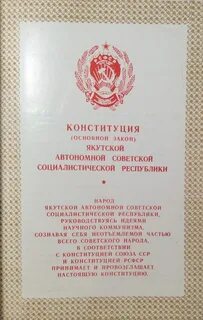 КОНСТИТУЦИЯ
(ОСНОВНОЙ ЗАКОН)
ЯКУТСКОЙ
АВТОНОМНОЙ СОВЕТСКОЙ
СОЦИАЛИСТИЧЕСКОЙ РЕСПУБЛИКИ
НАРОД
ЯКУТСКОЙ АВТОНОМНОЙ СОВЕТСКОЙ
СОЦИАЛИСТИЧЕСКОЙ РЕСПУБЛИКИ,
РУКОВОДСТВУЯСЬ ИДЕЯМИ
НАУЧНОГО КОММУНИЗМА,
СОЗНАВАЯ СЕБЯ НЕОТЪЕМЛЕМОЙ ЧАСТЬЮ
ВСЕГО СОВЕТСКОГО НАРОДА,
В СООТВЕТСТВИИ
С КОНСТИТУЦИЕЙ СОЮЗА ССР
И КОНСТИТУЦИЕЙ РСФСР
ПРИНИМАЕТ И ПРОВОЗГЛАШАЕТ
НАСТОЯЩУЮ КОНСТИТУЦИЮ.